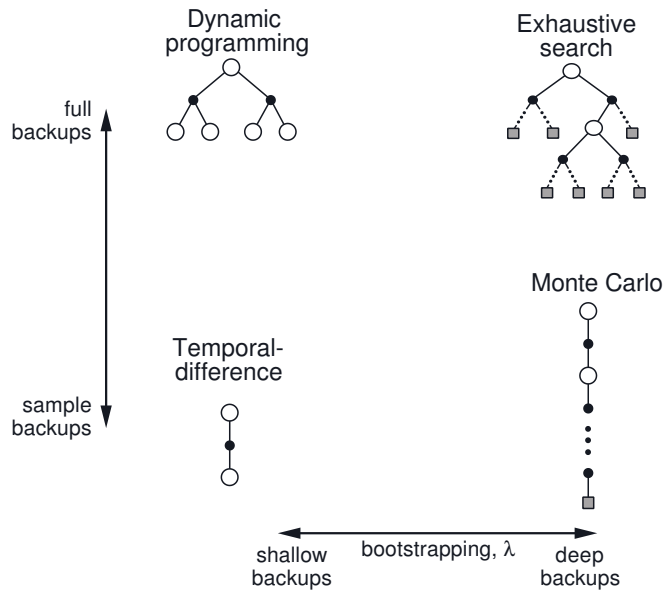 Dynamic
programming
Exhaustive
search
full
backups
Monte Carlo
Temporal-
difference
sample
backups
bootstrapping, λ
shallow
backups
deep
backups